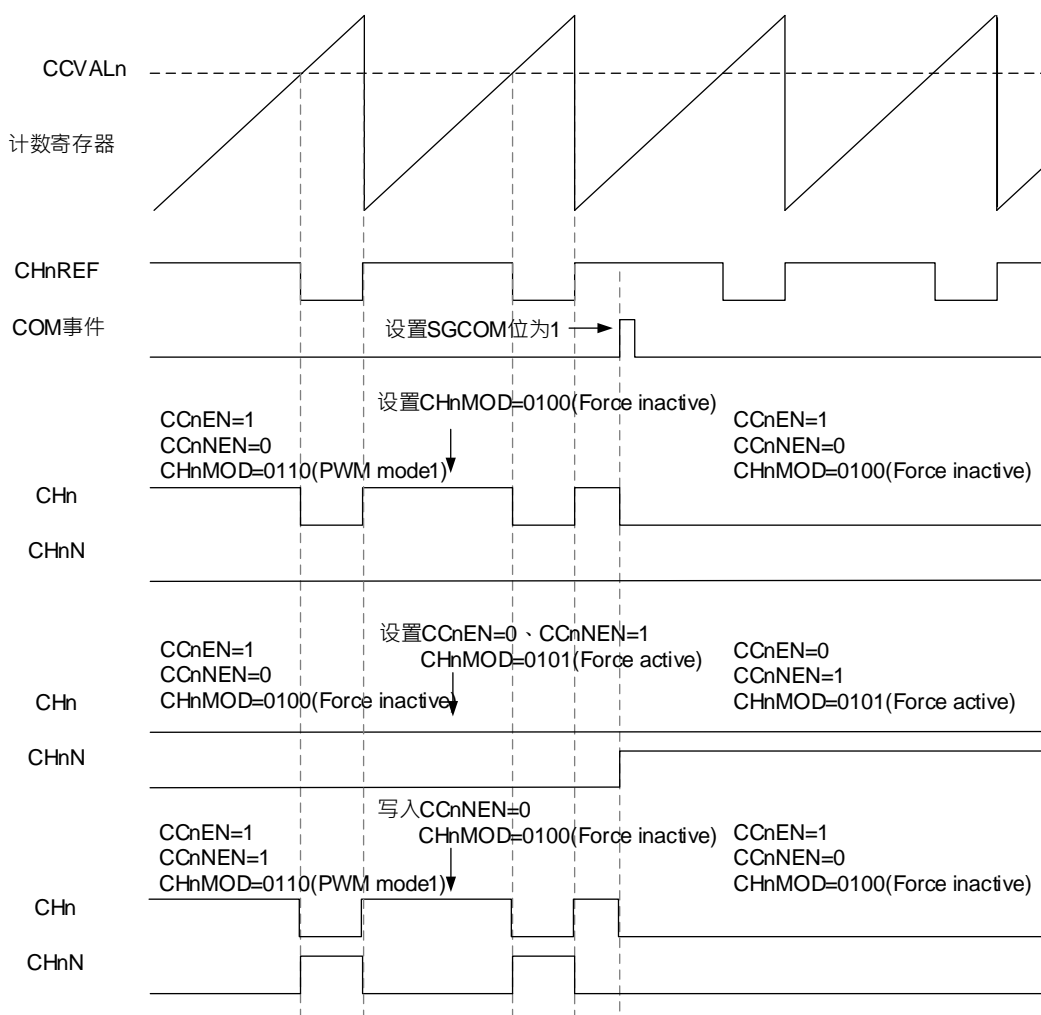 CCVALn
计数寄存器
CHnREF
COM事件
设置SGCOM位为1
设置CHnMOD=0100(Force inactive)
CCnEN=1
CCnNEN=0
CHnMOD=0110(PWM mode1)
CCnEN=1
CCnNEN=0
CHnMOD=0100(Force inactive)
CHn
CHnN
设置CCnEN=0、CCnNEN=1
CHnMOD=0101(Force active)
CCnEN=1
CCnNEN=0
CHnMOD=0100(Force inactive)
CCnEN=0
CCnNEN=1
CHnMOD=0101(Force active)
CHn
CHnN
写入CCnNEN=0
CHnMOD=0100(Force inactive)
CCnEN=1
CCnNEN=1
CHnMOD=0110(PWM mode1)
CCnEN=1
CCnNEN=0
CHnMOD=0100(Force inactive)
CHn
CHnN